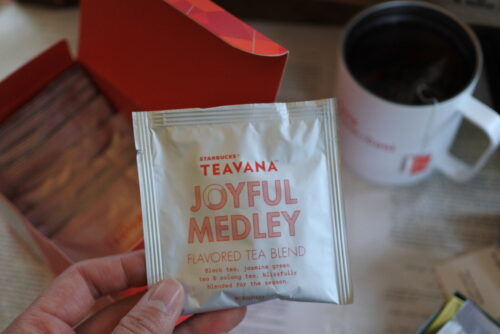 STARBUCKS
TEAVANA
JOYFUL
MEDLEY
FLAVORED TEA BLEND
Black tea, jasmine green
tea & oolong tea, blissfully
blended for the season.